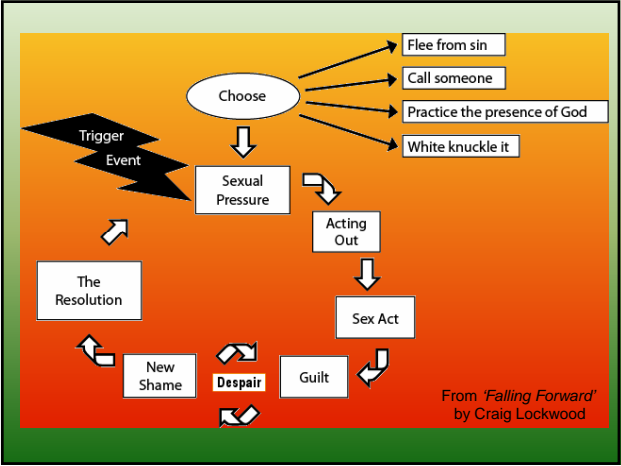 Flee from sin
Call someone
Choose
Practice the presence of God
White knuckle it
Trigger
Event
Sexual
Pressure
Acting
Out
The
Resolution
Sex Act
New
Shame
Despair
Guilt
From ‘Falling Forward’
by Craig Lockwood